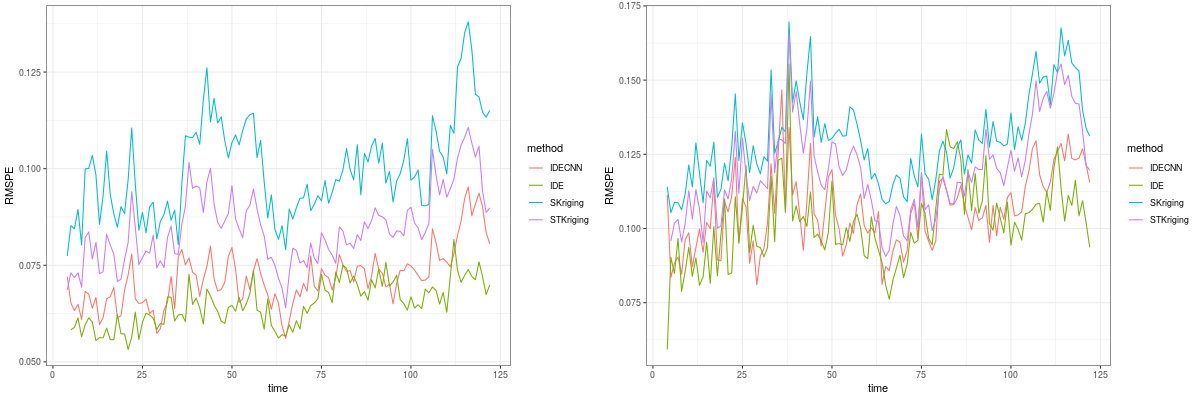 RMSPE
0.125
0.100
0.075
0.050
0
25
50
75
100
125
time
method
IDECNN
IDE
SKriging
STKriging
RMSPE
0.175
0.150
0.125
0.100
0.075
0
25
50
75
100
125
time
method
IDECNN
IDE
SKriging
STKriging